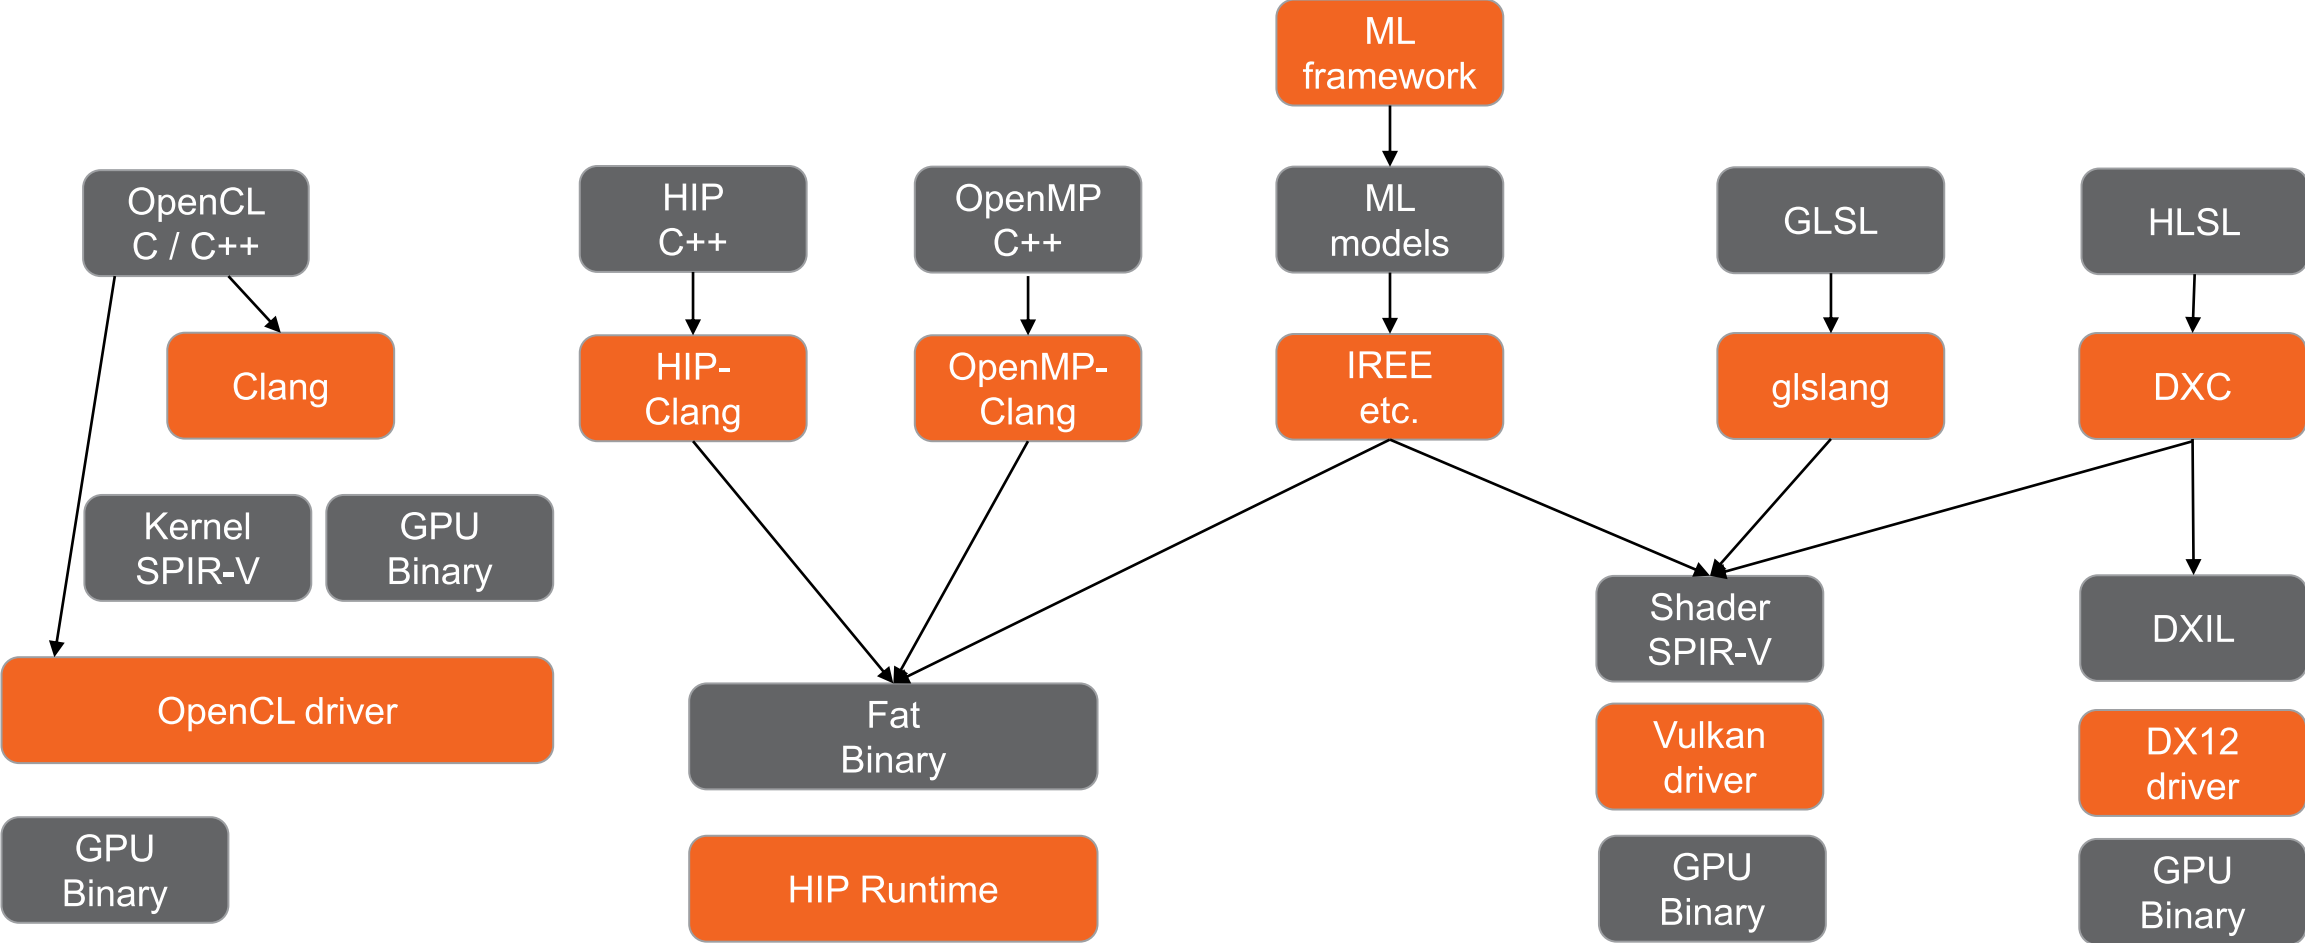 ML
framework
OpenCL
C / C++
HIP
C++
OpenMP
C++
ML
models
GLSL
HLSL
Clang
HIP-
Clang
OpenMP-
Clang
IREE
etc.
glslang
DXC
Kernel
SPIR-V
GPU
Binary
Shader
SPIR-V
DXIL
OpenCL driver
Fat
Binary
Vulkan
driver
DX12
driver
GPU
Binary
HIP Runtime
GPU
Binary
GPU
Binary